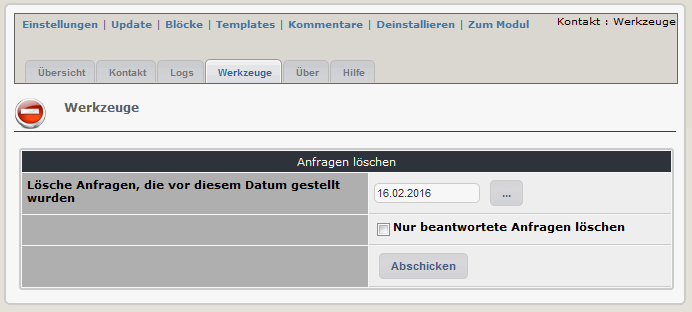 Einstellungen | Update | Blöcke | Templates | Kommentare | Deinstallieren | Zum Modul
Kontakt : Werkzeuge
Übersicht Kontakt Logs Werkzeuge Über Hilfe
Werkzeuge
Anfragen löschen
Lösche Anfragen, die vor diesem Datum gestellt
wurden
16.02.2016 ...
Nur beantwortete Anfragen löschen
Abschicken